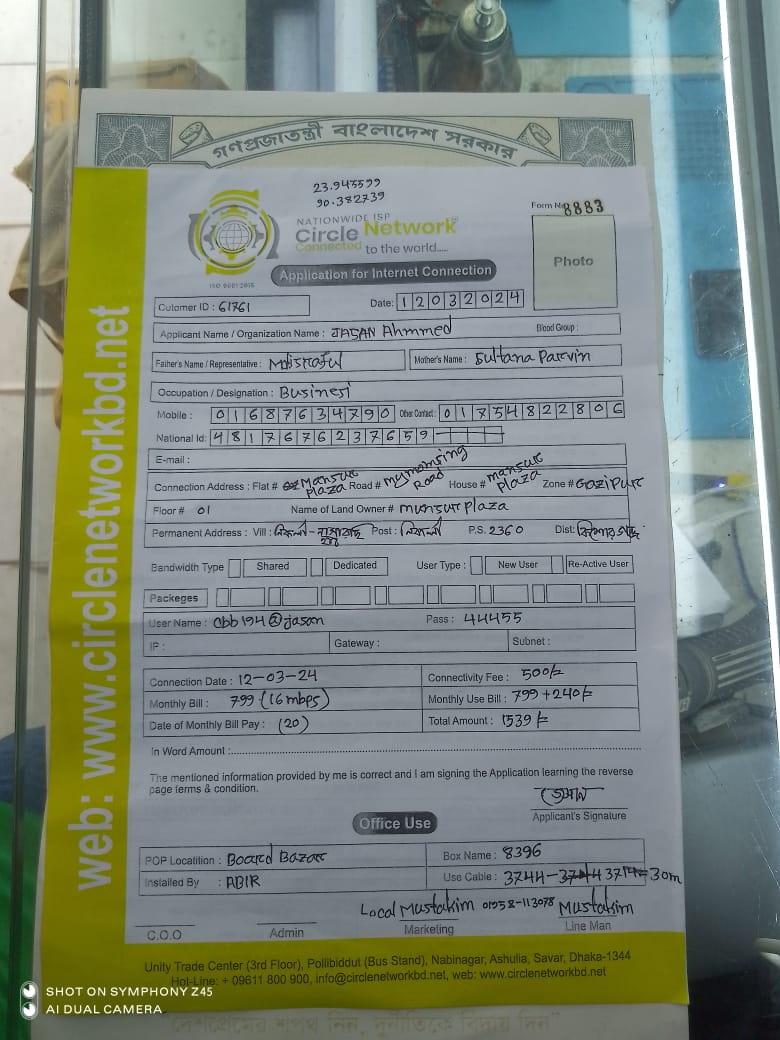 গণপ্রজাতন্ত্রী বাংলাদেশ সরকার
23.945599
90.382739
Form No 8883
NATIONWIDE ISP
Circle Network
Connected to the world.....
ISO 9001:2015
Application for Internet Connection
Photo
Cutomer ID : 61761 Date: 12032024
Applicant Name / Organization Name : JASAN Ahmmed Blood Group :
Father's Name / Representative : Mother's Name : Sultana Parvin
Occupation / Designation : Businesi
Mobile : 01687634790 Other Contact : 01754822806
National Id: 4817676237659
E-mail :
Connection Address : Flat # Mansur Plaza Road # mymamsing Road House # mansur Plaza Zone # Gazipur
Floor # 01 Name of Land Owner # munsur plaza
Permanent Address : Vill : Post : P.S. 2360 Dist:
Bandwidth Type Shared Dedicated User Type : New User Re-Active User
Packeges
User Name : cbb194@jason Pass : 44455
IP : Gateway : Subnet :
Connection Date : 12-03-24 Connectivity Fee : 500/=
Monthly Bill : 799 (16 mbps) Monthly Use Bill : 799+240/=
Date of Monthly Bill Pay : (20) Total Amount : 1539/=
In Word Amount :
The mentioned information provided by me is correct and I am signing the Application learning the reverse
page terms & condition.
Applicant's Signature
Office Use
POP Locatition : Board Bazar Box Name : 8396
Installed By : ABIR Use Cable : 3744- 3714=30m
Local Mustakim 01958-113078 Mustakim
C.O.O Admin Marketing Line Man
Unity Trade Center (3rd Floor), Pollibiddut (Bus Stand), Nabinagar, Ashulia, Savar, Dhaka-1344
Hot-Line: + 09611 800 900, info@circlenetworkbd.net, web: www.circlenetworkbd.net
web: www.circlenetworkbd.net
SHOT ON SYMPHONY Z45
AI DUAL CAMERA